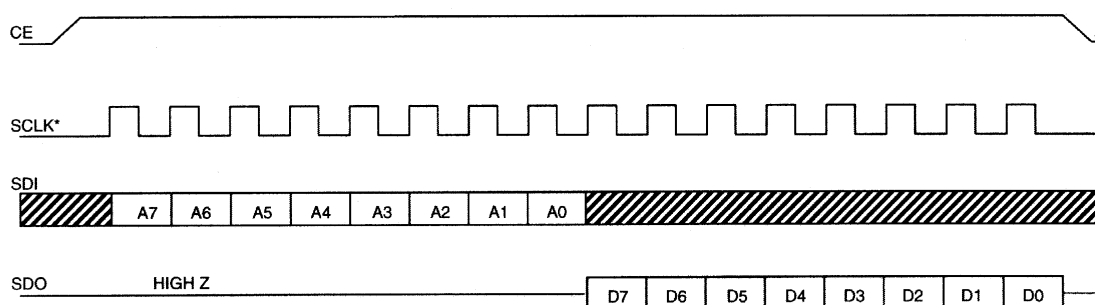 CE
SCLK*
SDI
A7 A6 A5 A4 A3 A2 A1 A0
SDO HIGH Z
D7 D6 D5 D4 D3 D2 D1 D0